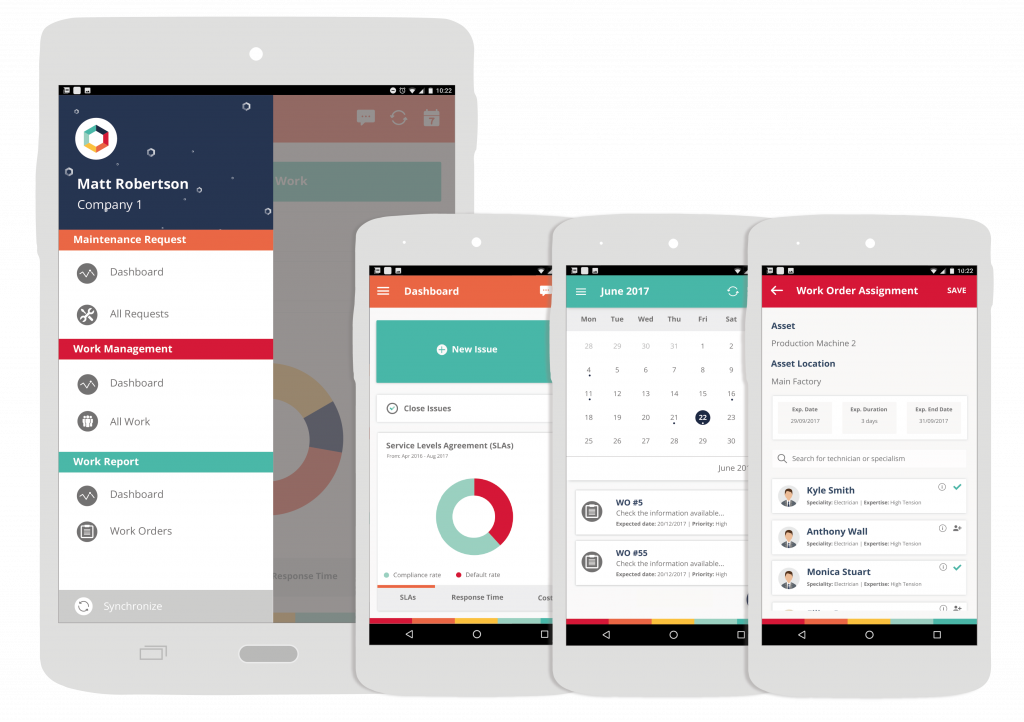 10:22
7
Matt Robertson
Company 1
Work
Maintenance Request
Dashboard
All Requests
Work Management
Dashboard
All Work
Work Report
Dashboard
Work Orders
Response Time
Synchronize
Dashboard
New Issue
Close Issues
Service Levels Agreement (SLAs)
From: Apr 2016 - Aug 2017
Compliance rate
Default rate
SLAs Response Time Cost
June 2017
Mon Tue Wed Thu Fri Sat
28 29 30 31 1 2
4 5 6 7 8 9
11 12 13 14 15 16
18 19 20 21 22 23
25 26 27 28 29 30
June 201
WO #5
Check the information available...
Expected date: 20/12/2017 | Priority: High
WO #55
Check the information available...
Expected date: 20/12/2017 | Priority: High
10:22
Work Order Assignment SAVE
Asset
Production Machine 2
Asset Location
Main Factory
Exp. Date Exp. Duration Exp. End Date
29/09/2017 3 days 31/09/2017
Search for technician or specialism
Kyle Smith
Speciality: Electrician | Expertise: High Tension
Anthony Wall
Speciality: Electrician | Expertise: High Tension
Monica Stuart
Speciality: Electrician | Expertise: High Tension